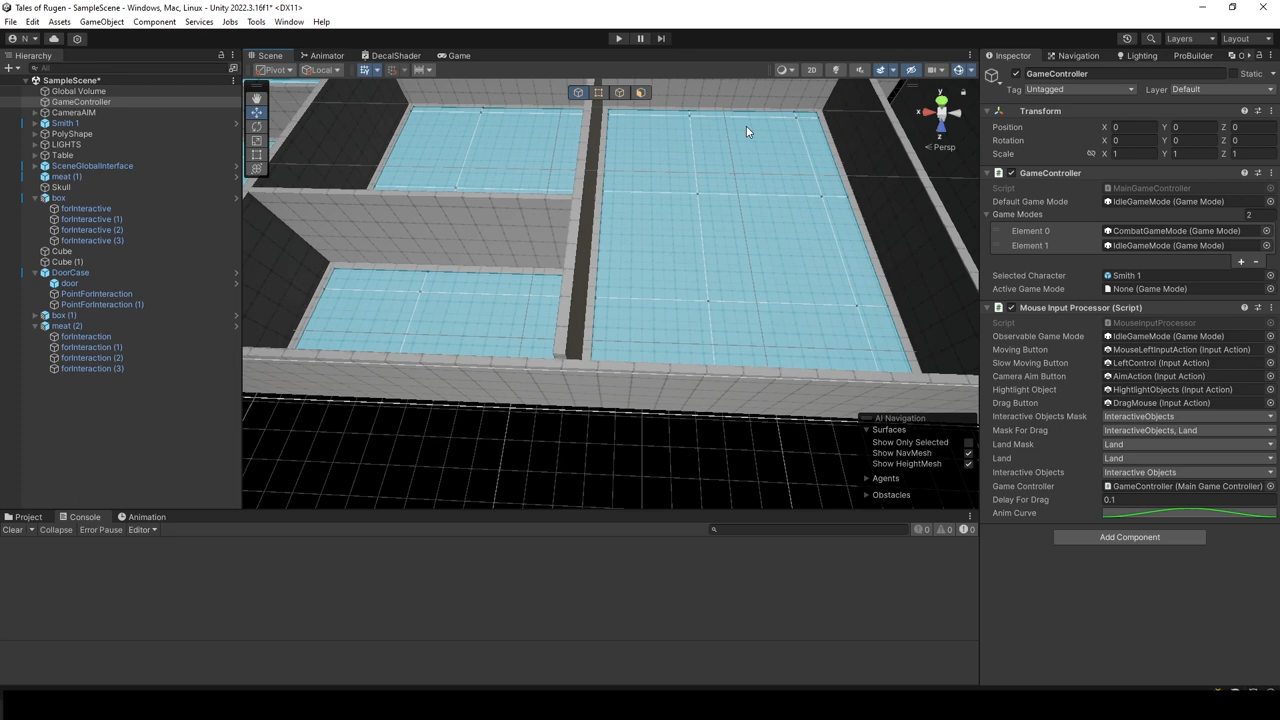 Tales of Rugen - SampleScene - Windows, Mac, Linux - Unity 2022.3.16f1* <DX11>
File Edit Assets GameObject Component Services Jobs Tools Window Help
N Layers Layout
Hierarchy
All
SampleScene*
Global Volume
GameController
CameraAIM
Smith 1
PolyShape
LIGHTS
Table
SceneGlobalInterface
meat (1)
Skull
box
forInteractive
forInteractive (1)
forInteractive (2)
forInteractive (3)
Cube
Cube (1)
DoorCase
door
PointForInteraction
PointForInteraction (1)
box (1)
meat (2)
forInteraction
forInteraction (1)
forInteraction (2)
forInteraction (3)
Scene Animator DecalShader Game
Pivot Local 2D
y
x
z
Persp
AI Navigation
Surfaces
Show Only Selected
Show NavMesh
Show HeightMesh
Agents
Obstacles
Inspector Navigation Lighting ProBuilder
GameController Static
Tag Untagged Layer Default
Transform
Position X 0 Y 0 Z 0
Rotation X 0 Y 0 Z 0
Scale X 1 Y 1 Z 1
GameController
Script MainGameController
Default Game Mode IdleGameMode (Game Mode)
Game Modes 2
Element 0 CombatGameMode (Game Mode)
Element 1 IdleGameMode (Game Mode)
Selected Character Smith 1
Active Game Mode None (Game Mode)
Mouse Input Processor (Script)
Script MouseInputProcessor
Observable Game Mode IdleGameMode (Game Mode)
Moving Button MouseLeftInputAction (Input Action)
Slow Moving Button LeftControl (Input Action)
Camera Aim Button AimAction (Input Action)
Hightlight Object HightlightObjects (Input Action)
Drag Button DragMouse (Input Action)
Interactive Objects Mask InteractiveObjects
Mask For Drag InteractiveObjects, Land
Land Mask Land
Land Land
Interactive Objects Interactive Objects
Game Controller GameController (Main Game Controller)
Delay For Drag 0.1
Anim Curve
Add Component
Project Console Animation
Clear Collapse Error Pause Editor 0 0 0